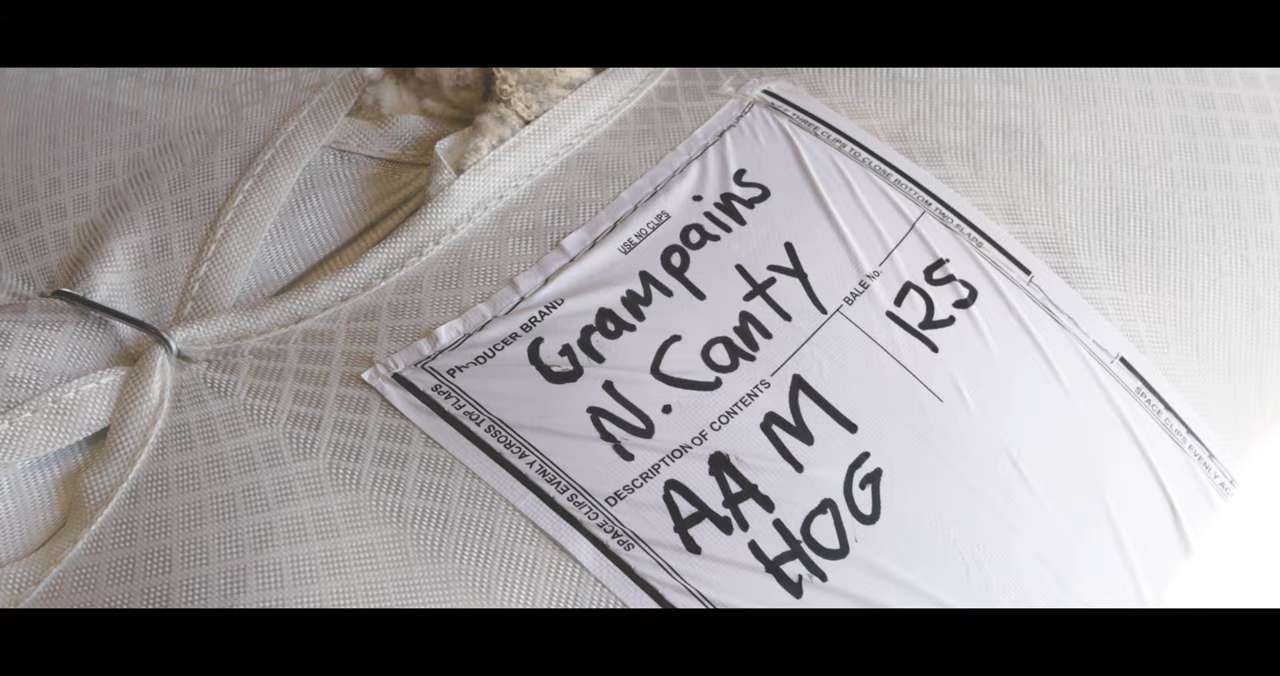 THREE CLIPS TO CLOSE BOTTOM TWO FLAPS
USE NO CLIPS
PRODUCER BRAND
Grampains
N. Canty
BALE No.
125
DESCRIPTION OF CONTENTS
AA M
HOG
SPACE CLIPS EVENLY ACROSS TOP FLAPS
SPACE CLIPS EVENLY AC